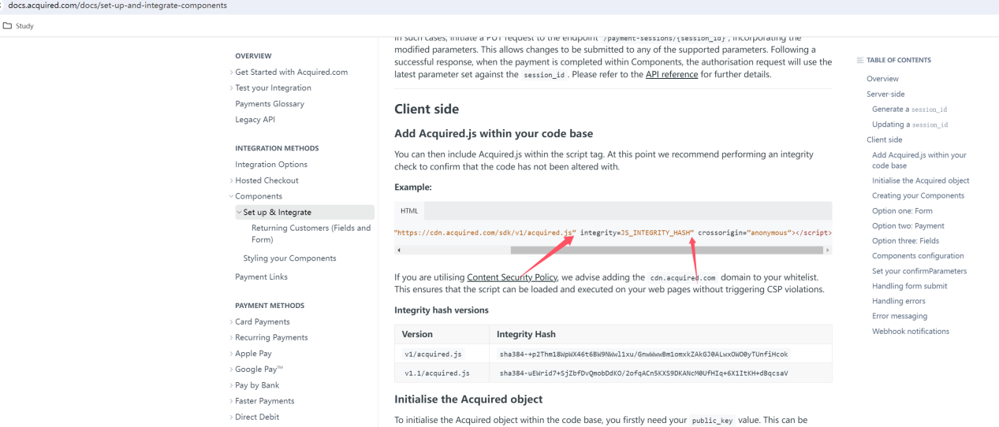 docs.acquired.com/docs/set-up-and-integrate-components
Study
OVERVIEW
Get Started with Acquired.com
Test your Integration
Payments Glossary
Legacy API
INTEGRATION METHODS
Integration Options
Hosted Checkout
Components
Set up & Integrate
Returning Customers (Fields and
Form)
Styling your Components
Payment Links
PAYMENT METHODS
Card Payments
Recurring Payments
Apple Pay
Google Pay™
Pay by Bank
Faster Payments
Direct Debit
In such cases, initiate a PUT request to the endpoint /payment-sessions/{session_id} , incorporating the
modified parameters. This allows changes to be submitted to any of the supported parameters. Following a
successful response, when the payment is completed within Components, the authorisation request will use the
latest parameter set against the session_id . Please refer to the API reference for further details.
Client side
Add Acquired.js within your code base
You can then include Acquired.js within the script tag. At this point we recommend performing an integrity
check to confirm that the code has not been altered with.
Example:
HTML
"https://cdn.acquired.com/sdk/v1/acquired.js” integrity=JS_INTEGRITY_HASH” crossorigin=”anonymous”></script>
If you are utilising Content Security Policy, we advise adding the cdn.acquired.com domain to your whitelist.
This ensures that the script can be loaded and executed on your web pages without triggering CSP violations.
Integrity hash versions
Version Integrity Hash
v1/acquired.js sha384-+p2Thm18WpWX46t6BW9NWwl1xu/GnwWwwBm1omxkZAkGJ0ALwxOWO0yTUnfiHcok
v1.1/acquired.js sha384-uEWrid7+SjZbfDvQmobDdKO/2ofqACn5KXS9DKANcM0UfHIq+6X1ItKH+dBqcsaV
Initialise the Acquired object
To initialise the Acquired object within the code base, you firstly need your public_key value. This can be
TABLE OF CONTENTS
Overview
Server-side
Generate a session_id
Updating a session_id
Client side
Add Acquired.js within your
code base
Initialise the Acquired object
Creating your Components
Option one: Form
Option two: Payment
Option three: Fields
Components configuration
Set your confirmParameters
Handling form submit
Handling errors
Error messaging
Webhook notifications